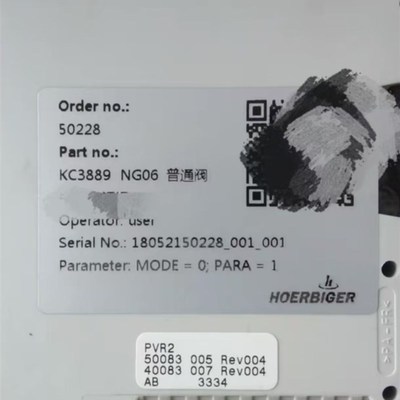 Order no.:
50228
Part no.:
KC3889 NG06 普通阀
Operator: user
Serial No.: 18052150228_001_001
Parameter: MODE = 0; PARA = 1
HOERBIGER
PVR2
50083 005 Rev004
40083 007 Rev004
AB 3334